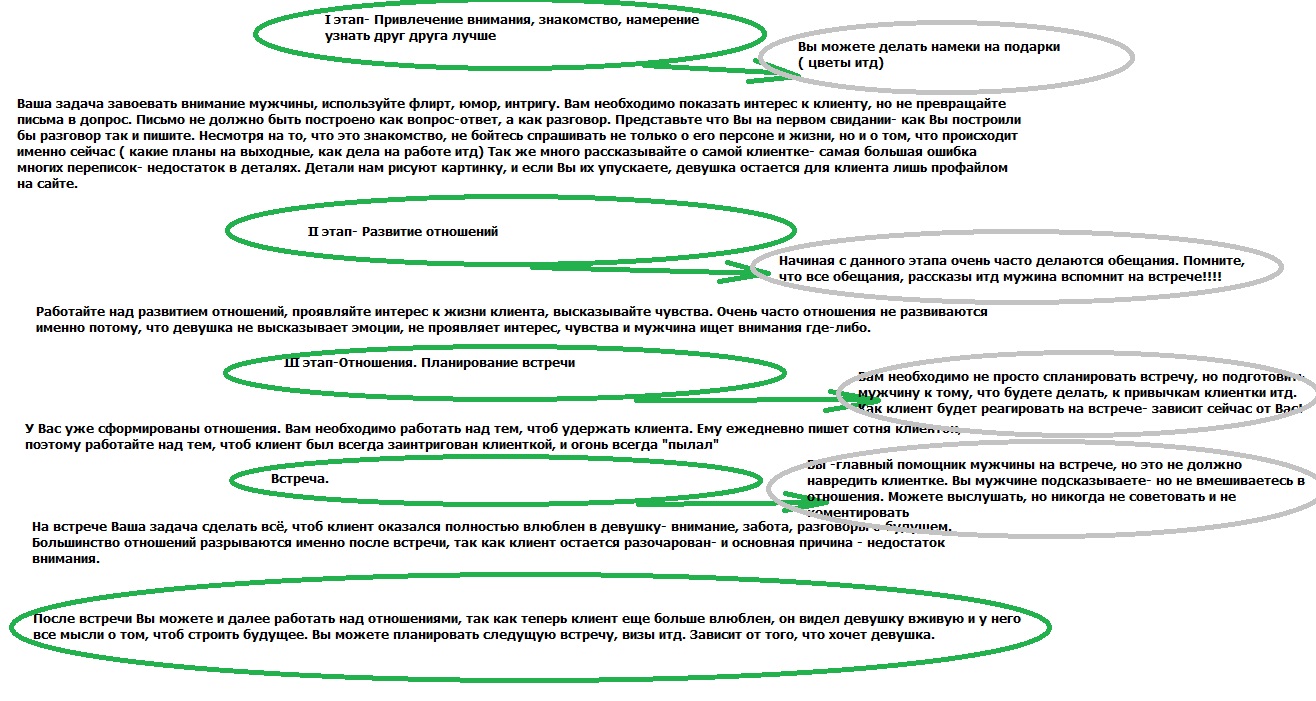 I этап- Привлечение внимания, знакомство, намерение
узнать друг друга лучше
Вы можете делать намеки на подарки
( цветы итд)
Ваша задача завоевать внимание мужчины, используйте флирт, юмор, интригу. Вам необходимо показать интерес к клиенту, но не превращайте
письма в допрос. Письмо не должно быть построено как вопрос-ответ, а как разговор. Представьте что Вы на первом свидании- как Вы построили
бы разговор так и пишите. Несмотря на то, что это знакомство, не бойтесь спрашивать не только о его персоне и жизни, но и о том, что происходит
именно сейчас ( какие планы на выходные, как дела на работе итд) Так же много рассказывайте о самой клиентке- самая большая ошибка
многих переписок- недостаток в деталях. Детали нам рисуют картинку, и если Вы их упускаете, девушка остается для клиента лишь профайлом
на сайте.
II этап- Развитие отношений
Начиная с данного этапа очень часто делаются обещания. Помните,
что все обещания, рассказы итд мужина вспомнит на встрече!!!!
Работайте над развитием отношений, проявляйте интерес к жизни клиента, высказывайте чувства. Очень часто отношения не развиваются
именно потому, что девушка не высказывает эмоции, не проявляет интерес, чувства и мужчина ищет внимания где-либо.
III этап-Отношения. Планирование встречи
Вам необходимо не просто спланировать встречу, но подготовить
мужчину к тому, что будете делать, к привычкам клиентки итд.
Как клиент будет реагировать на встрече- зависит сейчас от Вас!
У Вас уже сформированы отношения. Вам необходимо работать над тем, чтоб удержать клиента. Ему ежедневно пишет сотня клиенток,
поэтому работайте над тем, чтоб клиент был всегда заинтригован клиенткой, и огонь всегда "пылал"
Встреча.
Вы -главный помощник мужчины на встрече, но это не должно
навредить клиентке. Вы мужчине подсказываете- но не вмешиваетесь в
отношения. Можете выслушать, но никогда не советовать и не
коментировать
На встрече Ваша задача сделать всё, чтоб клиент оказался полностью влюблен в девушку- внимание, забота, разговоры о будущем.
Большинство отношений разрываются именно после встречи, так как клиент остается разочарован- и основная причина - недостаток
внимания.
После встречи Вы можете и далее работать над отношениями, так как теперь клиент еще больше влюблен, он видел девушку вживую и у него
все мысли о том, чтоб строить будущее. Вы можете планировать следущую встречу, визы итд. Зависит от того, что хочет девушка.